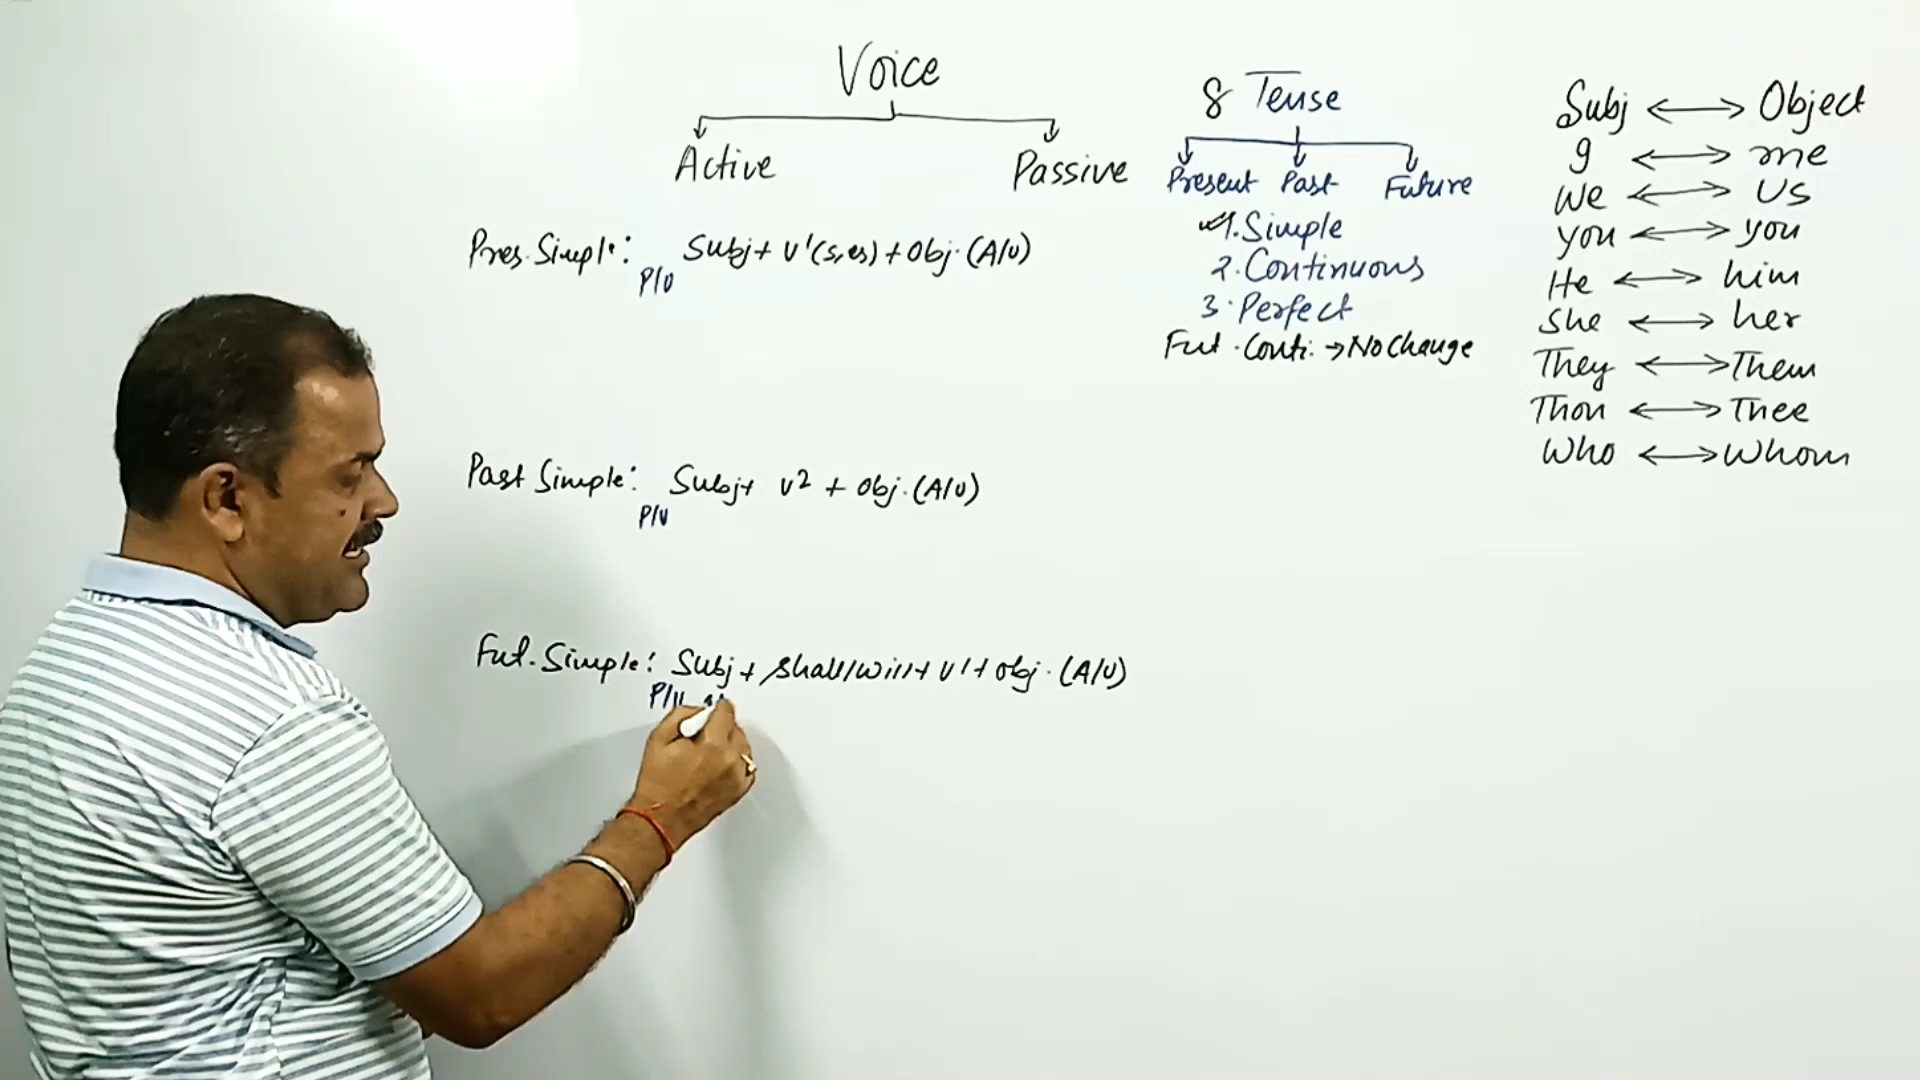 Voice
Active Passive
Pres. Simple: Subj + V¹(s, es) + Obj. (A/V)
P/V
Past Simple: Subj + V² + Obj. (A/V)
P/V
Fut. Simple: Subj + shall/will + V¹ + Obj. (A/V)
P/V
8 Tense
Present Past Future
1. Simple
2. Continuous
3. Perfect
Fut. Conti. → No Change
Subj ↔ Object
I ↔ me
We ↔ Us
You ↔ you
He ↔ him
She ↔ her
They ↔ Them
Thou ↔ Thee
Who ↔ Whom